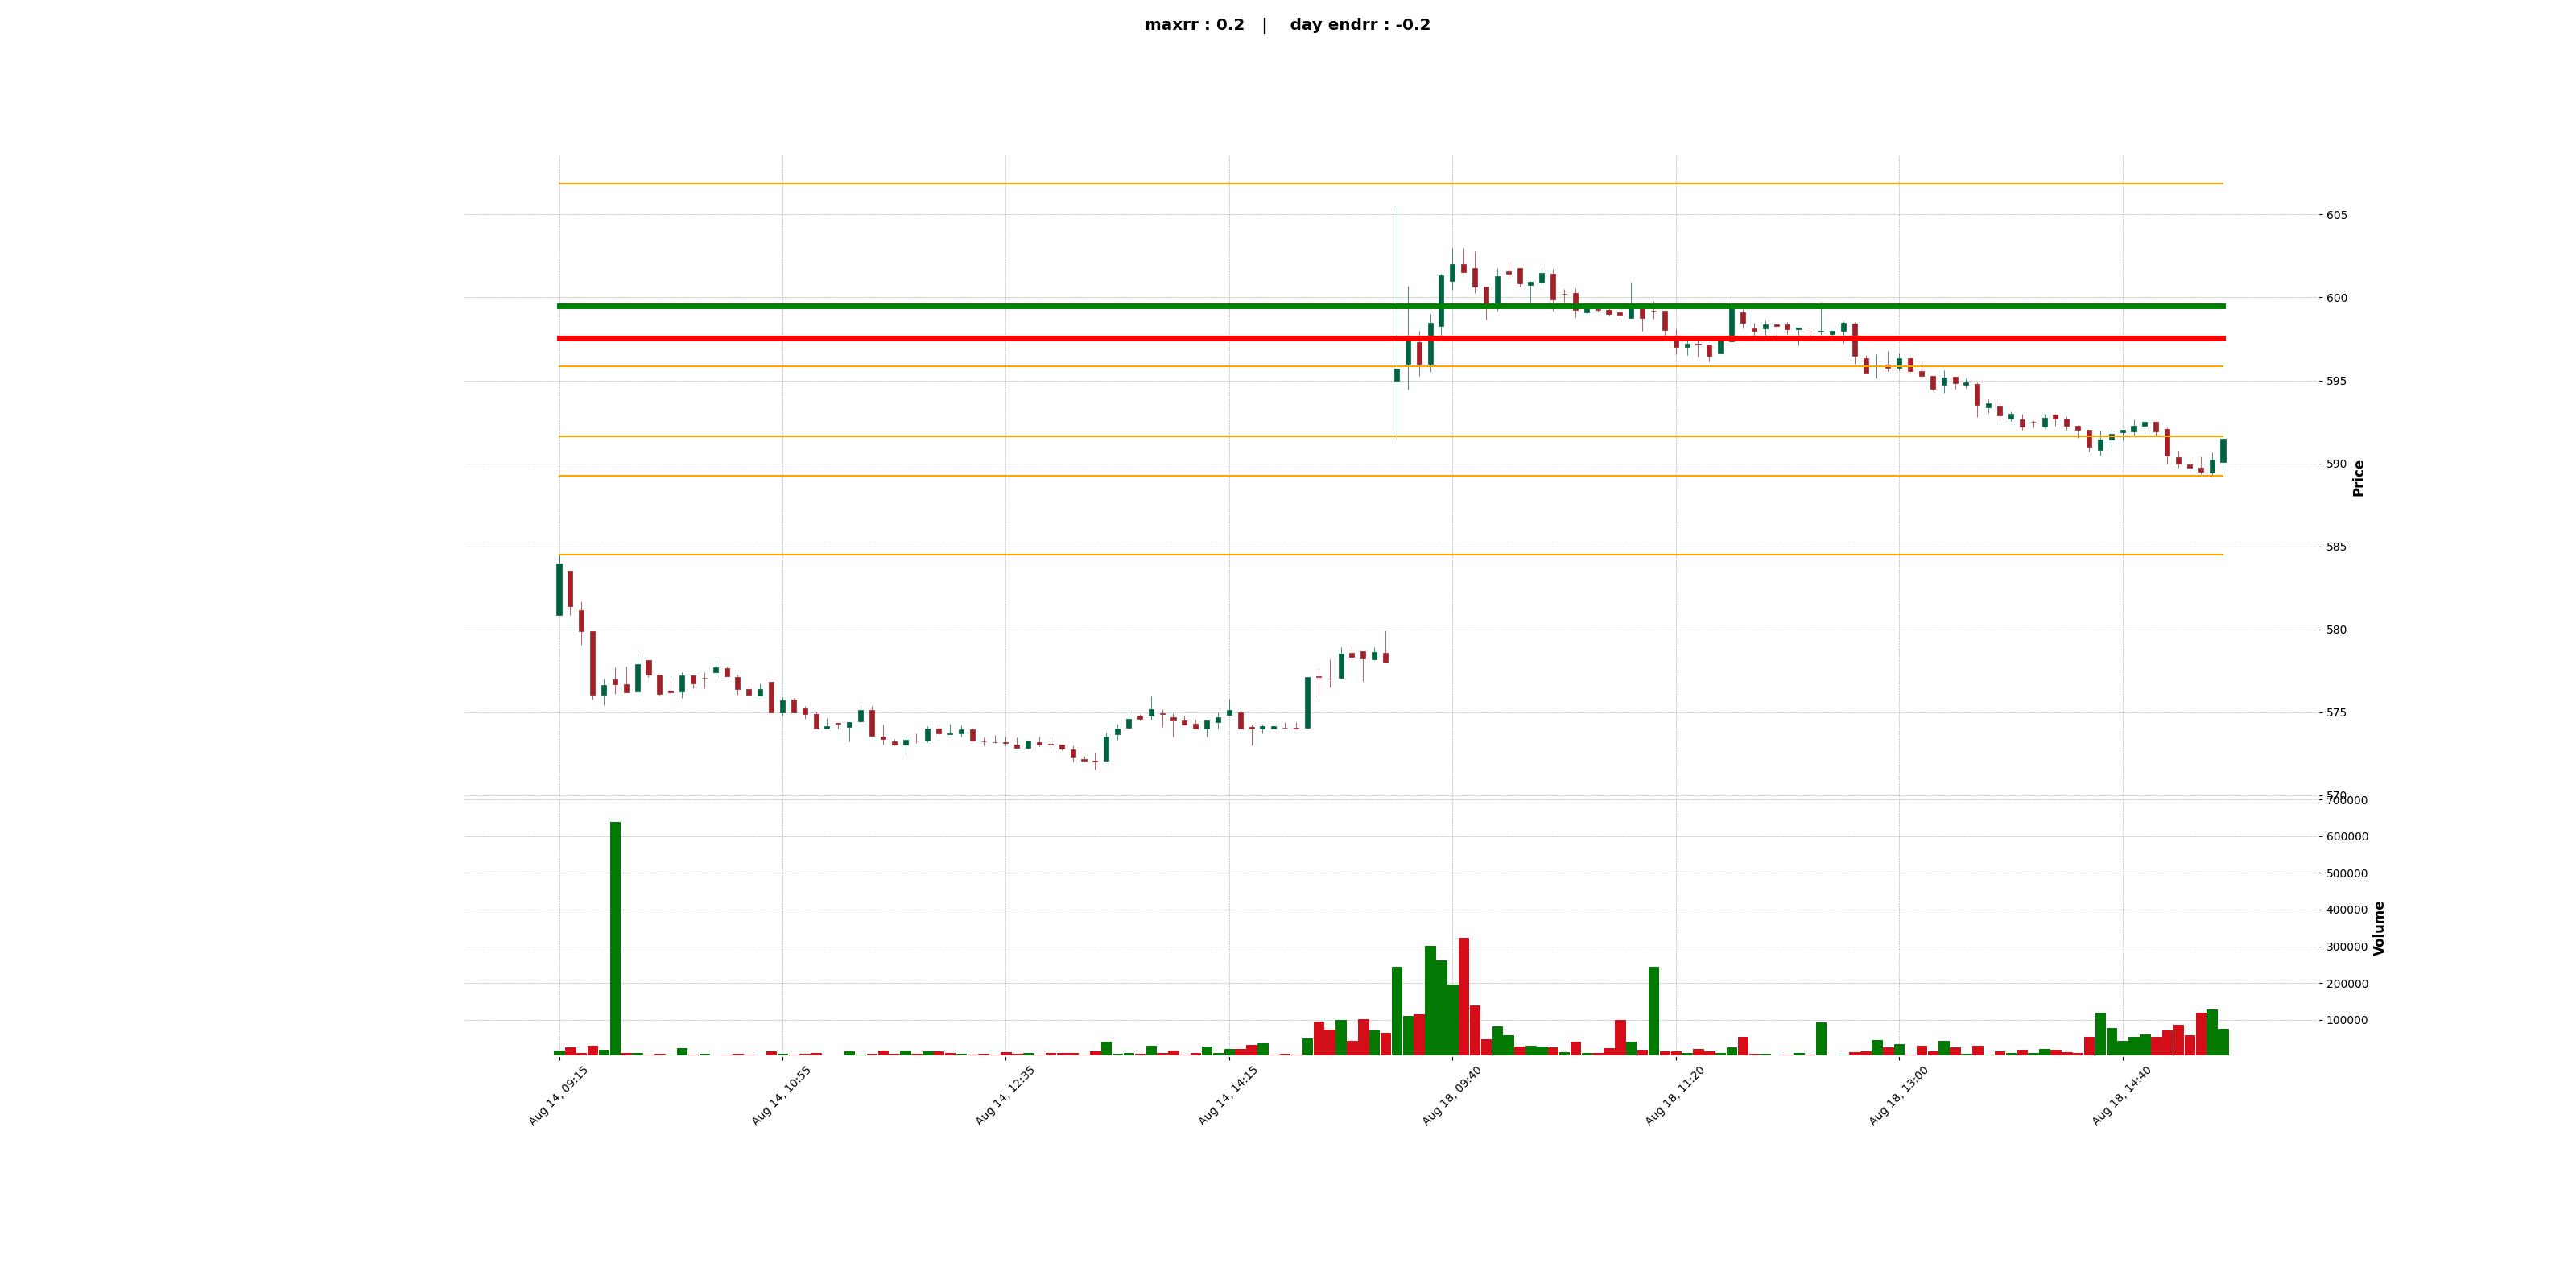 maxrr : 0.2   |    day endrr : -0.2
605
600
595
590
585
580
575
570
Price
700000
600000
500000
400000
300000
200000
100000
Volume
Aug 14, 09:15
Aug 14, 10:55
Aug 14, 12:35
Aug 14, 14:15
Aug 18, 09:40
Aug 18, 11:20
Aug 18, 13:00
Aug 18, 14:40